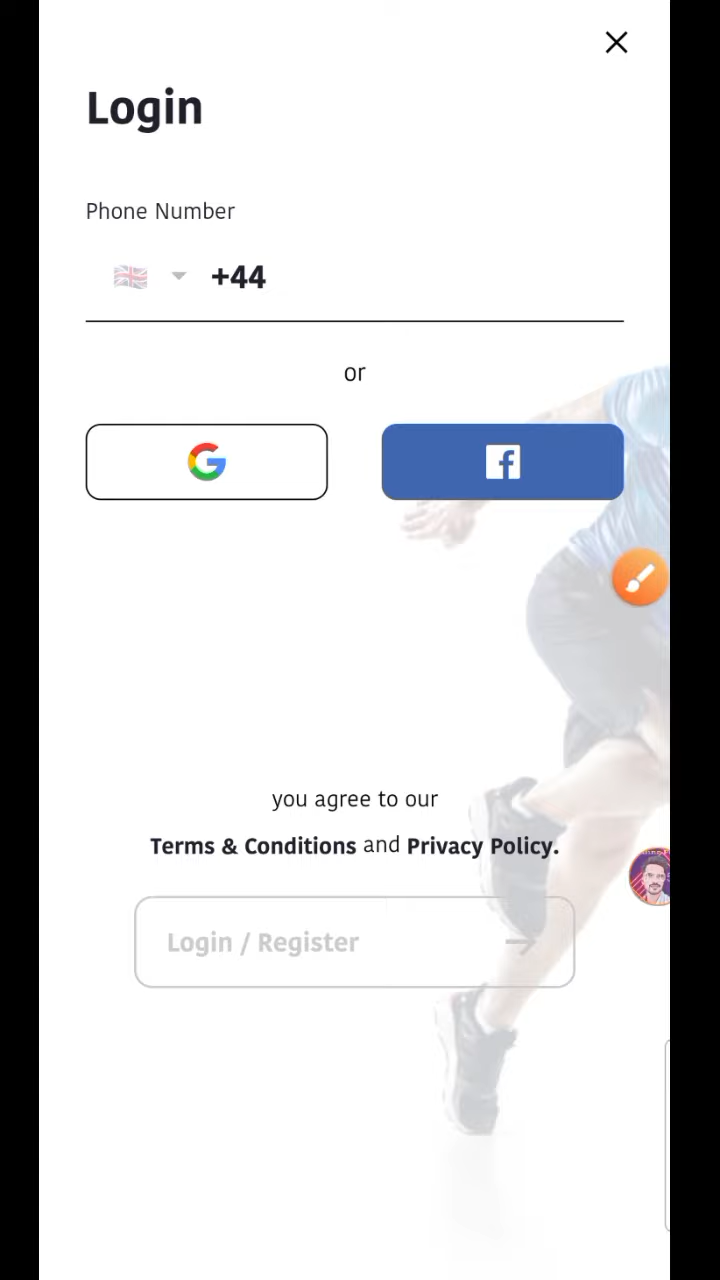 Login
Phone Number
+44
or
you agree to our
Terms & Conditions and Privacy Policy.
Login / Register